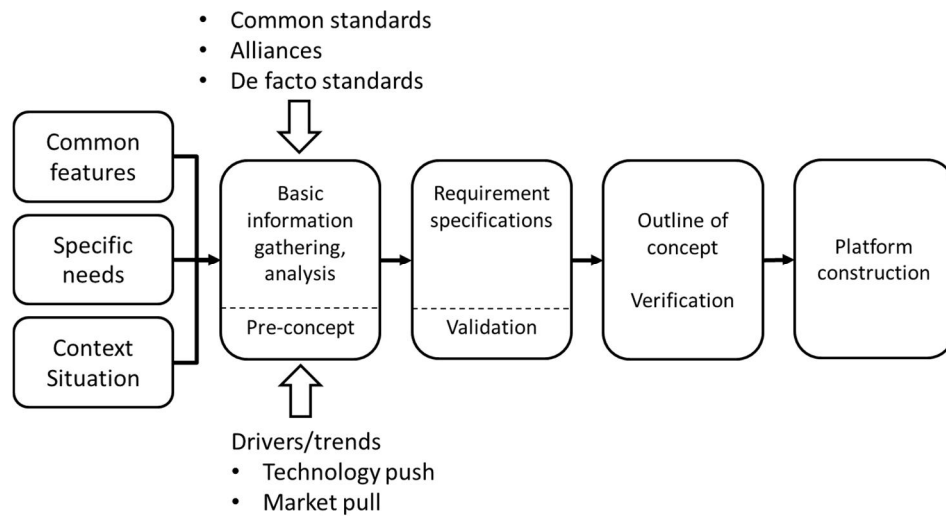 • Common standards
• Alliances
• De facto standards
Common
features
Specific
needs
Context
Situation
Basic
information
gathering,
analysis
Pre-concept
Requirement
specifications
Validation
Outline of
concept
Verification
Platform
construction
Drivers/trends
• Technology push
• Market pull